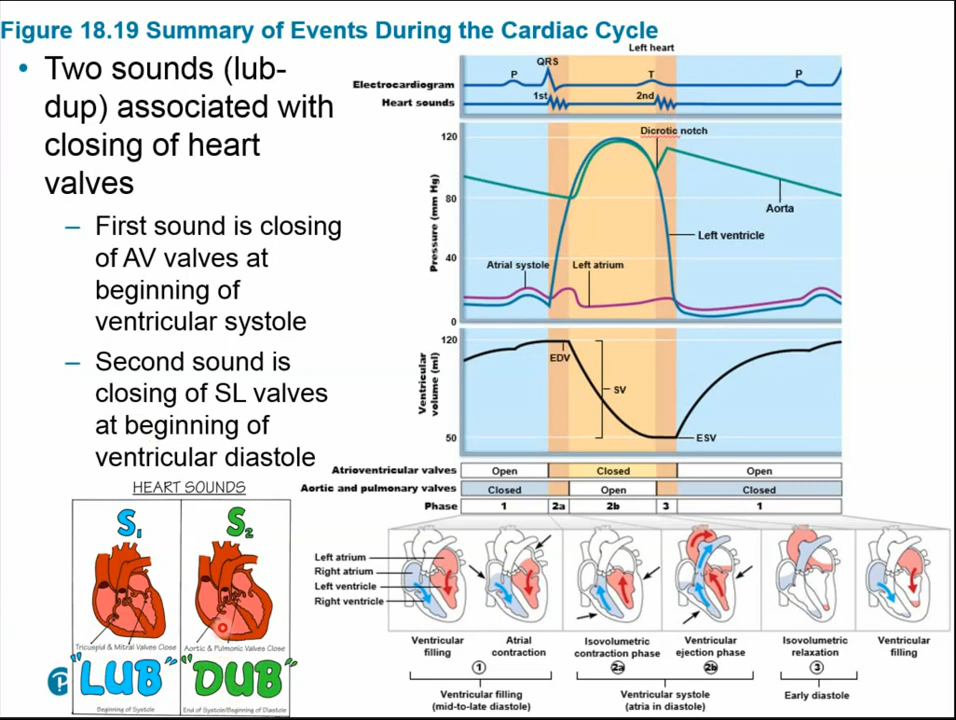 Figure 18.19 Summary of Events During the Cardiac Cycle
• Two sounds (lub-
dup) associated with
closing of heart
valves
– First sound is closing
of AV valves at
beginning of
ventricular systole
– Second sound is
closing of SL valves
at beginning of
ventricular diastole
HEART SOUNDS
S1
S2
Tricuspid & Mitral Valves Close
Aortic & Pulmonic Valves Close
"LUB"
"DUB"
Beginning of Systole
End of Systole/Beginning of Diastole
P
Left heart
Electrocardiogram
P
QRS
T
P
Heart sounds
1st
2nd
Pressure (mm Hg)
120
80
40
0
Dicrotic notch
Aorta
Left ventricle
Atrial systole
Left atrium
Ventricular
volume (ml)
120
50
EDV
SV
ESV
Atrioventricular valves
Open
Closed
Open
Aortic and pulmonary valves
Closed
Open
Closed
Phase
1
2a
2b
3
1
Left atrium
Right atrium
Left ventricle
Right ventricle
Ventricular
filling
Atrial
contraction
Isovolumetric
contraction phase
Ventricular
ejection phase
Isovolumetric
relaxation
Ventricular
filling
1
2a
2b
3
Ventricular filling
(mid-to-late diastole)
Ventricular systole
(atria in diastole)
Early diastole